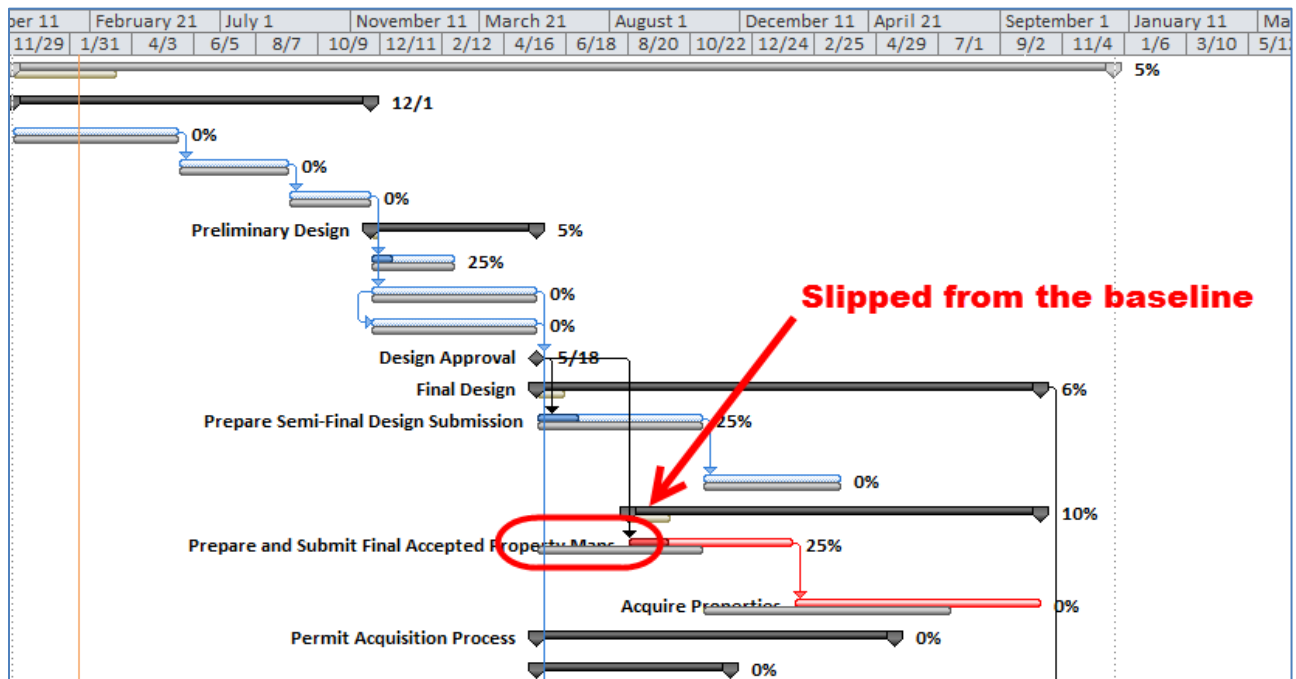 ber 11 February 21 July 1 November 11 March 21 August 1 December 11 April 21 September 1 January 11 Ma
11/29 1/31 4/3 6/5 8/7 10/9 12/11 2/12 4/16 6/18 8/20 10/22 12/24 2/25 4/29 7/1 9/2 11/4 1/6 3/10 5/1
5%
12/1
0%
0%
0%
Preliminary Design 5%
25%
0%
Slipped from the baseline
0%
Design Approval 5/18
Final Design 6%
Prepare Semi-Final Design Submission 25%
0%
10%
Prepare and Submit Final Accepted Property Maps 25%
Acquire Properties 0%
Permit Acquisition Process 0%
0%